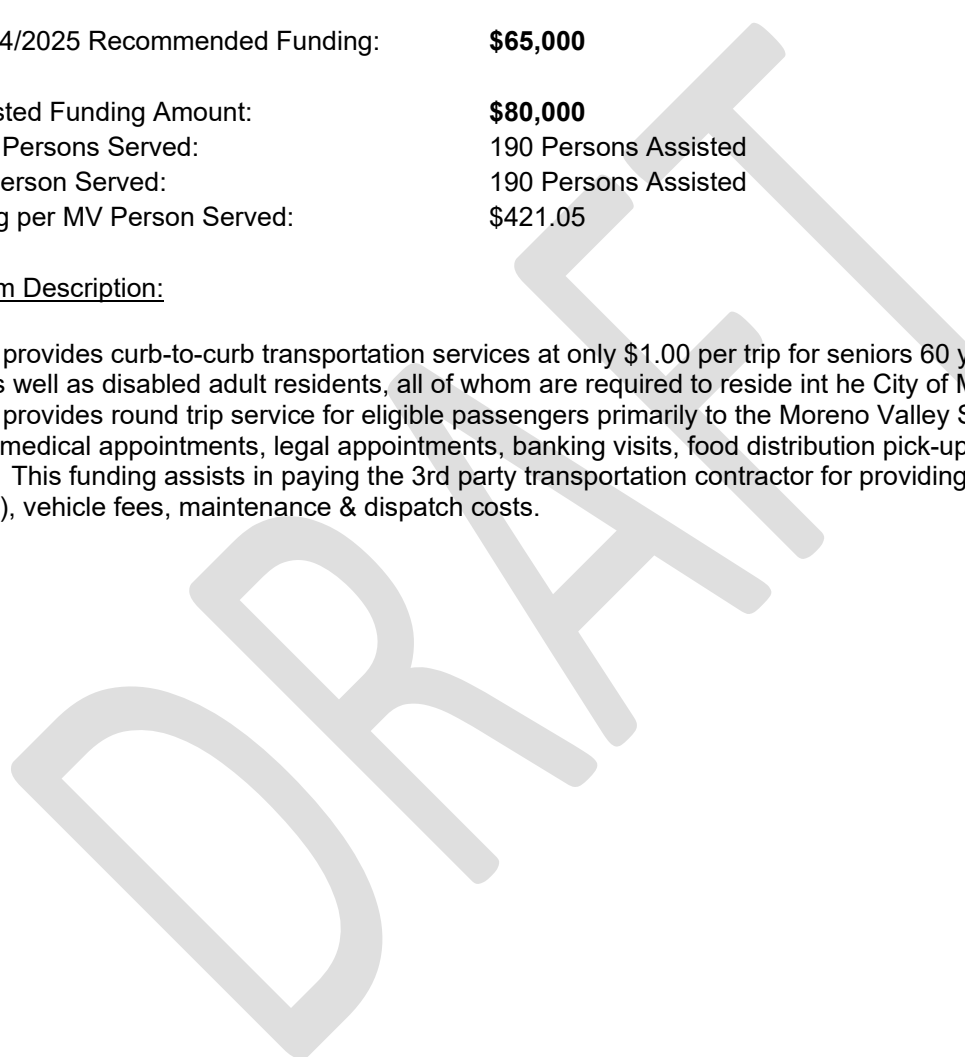 4/2025 Recommended Funding: $65,000
sted Funding Amount: $80,000
Persons Served: 190 Persons Assisted
erson Served: 190 Persons Assisted
g per MV Person Served: $421.05
m Description:
provides curb-to-curb transportation services at only $1.00 per trip for seniors 60 y
s well as disabled adult residents, all of whom are required to reside int he City of M
provides round trip service for eligible passengers primarily to the Moreno Valley S
medical appointments, legal appointments, banking visits, food distribution pick-up
This funding assists in paying the 3rd party transportation contractor for providing
), vehicle fees, maintenance & dispatch costs.
DRAFT